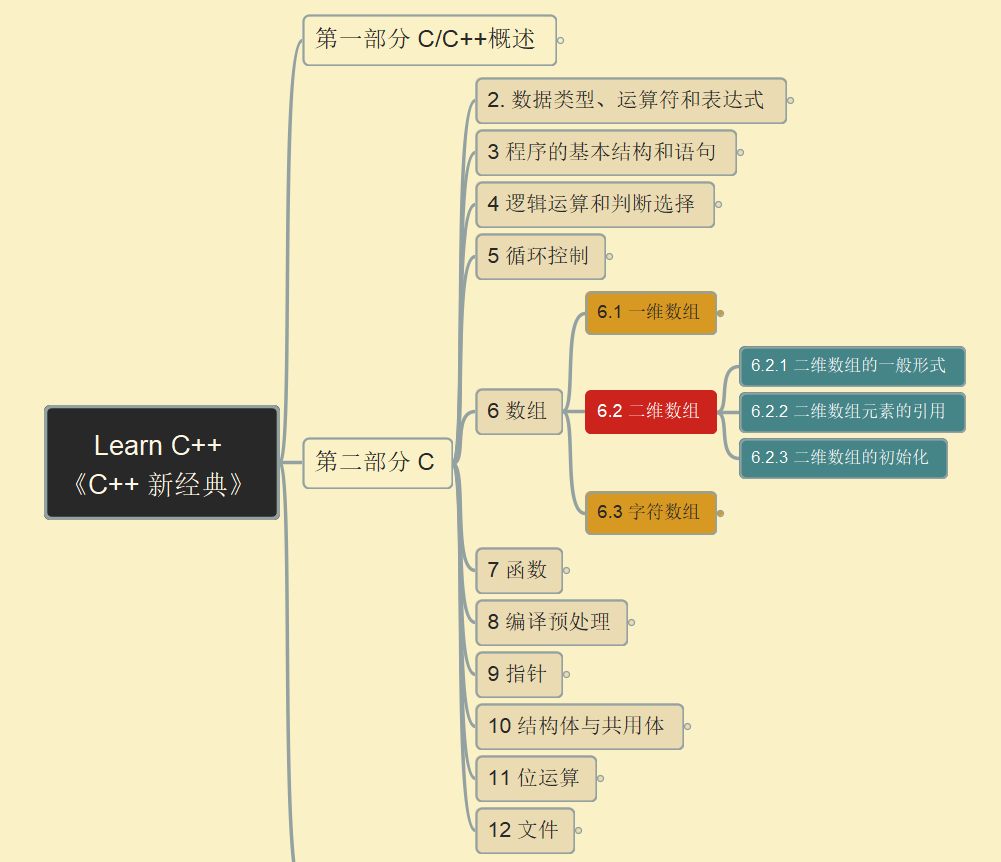 Learn C++
《C++ 新经典》
第一部分 C/C++概述
第二部分 C
2. 数据类型、运算符和表达式
3 程序的基本结构和语句
4 逻辑运算和判断选择
5 循环控制
6 数组
6.1 一维数组
6.2 二维数组
6.2.1 二维数组的一般形式
6.2.2 二维数组元素的引用
6.2.3 二维数组的初始化
6.3 字符数组
7 函数
8 编译预处理
9 指针
10 结构体与共用体
11 位运算
12 文件